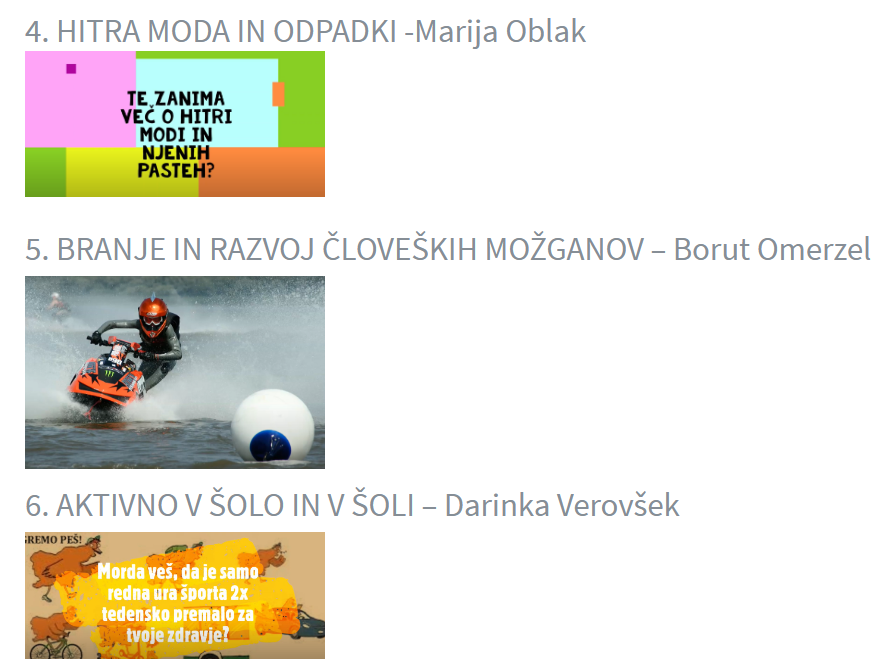 4. HITRA MODA IN ODPADKI -Marija Oblak
TE ZANIMA
VEČ O HITRI
MODI IN
NJENIH
PASTEH?
5. BRANJE IN RAZVOJ ČLOVEŠKIH MOŽGANOV – Borut Omerzel
6. AKTIVNO V ŠOLO IN V ŠOLI – Darinka Verovšek
GREMO PEŠ!
Morda veš, da je samo
redna ura športa 2x
tedensko premalo za
tvoje zdravje?